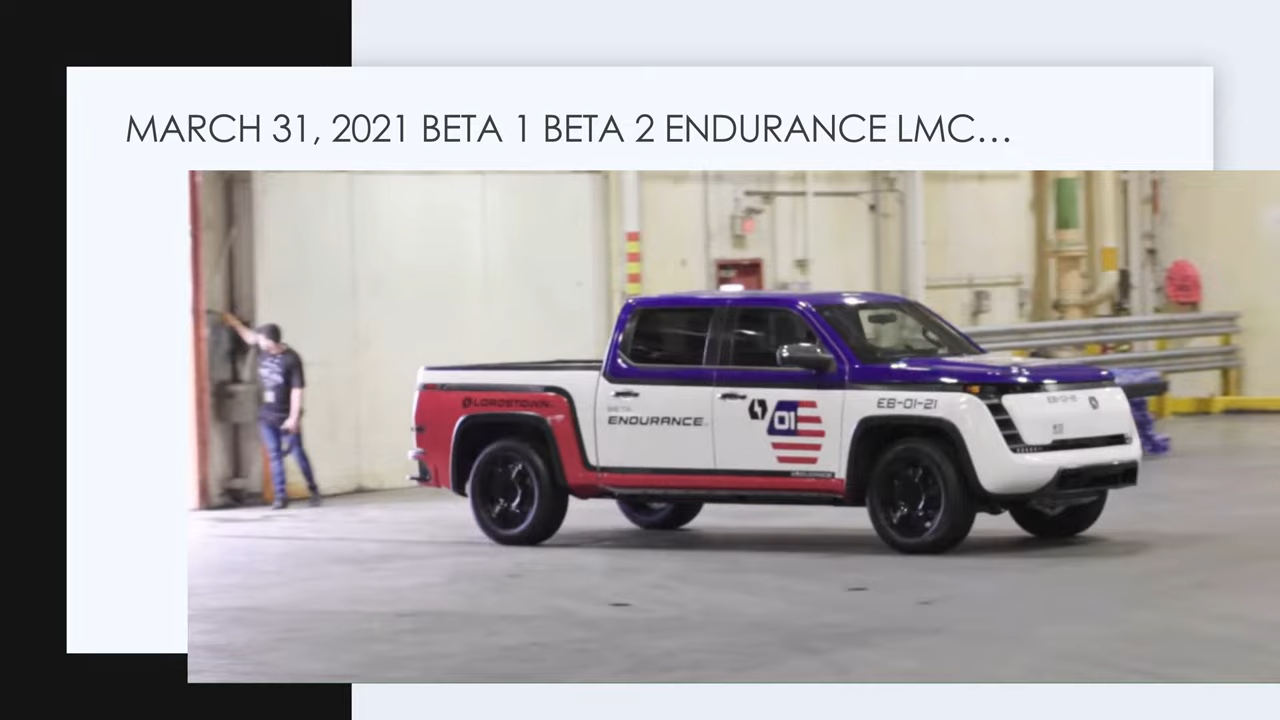 MARCH 31, 2021 BETA 1 BETA 2 ENDURANCE LMC…
LORDSTOWN
BETA
ENDURANCE
01
EB-01-21